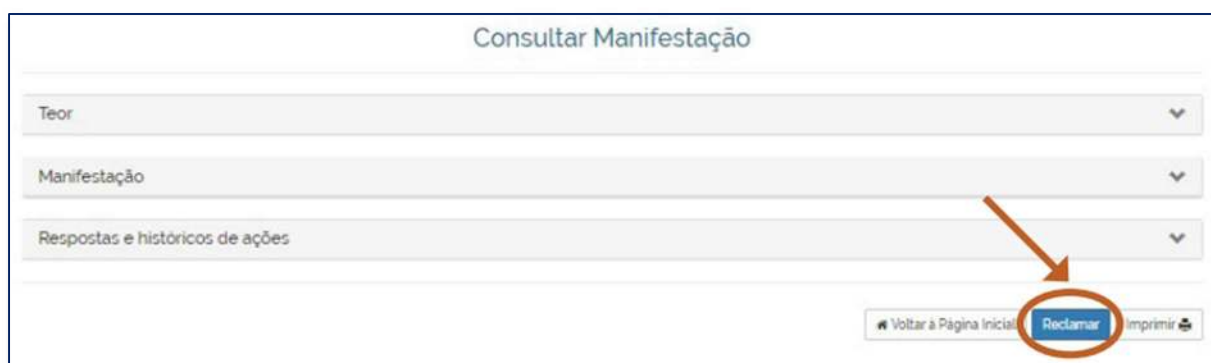 Consultar Manifestação
Teor
Manifestação
Respostas e históricos de ações
Voltar à Página Inicial Reclamar Imprimir